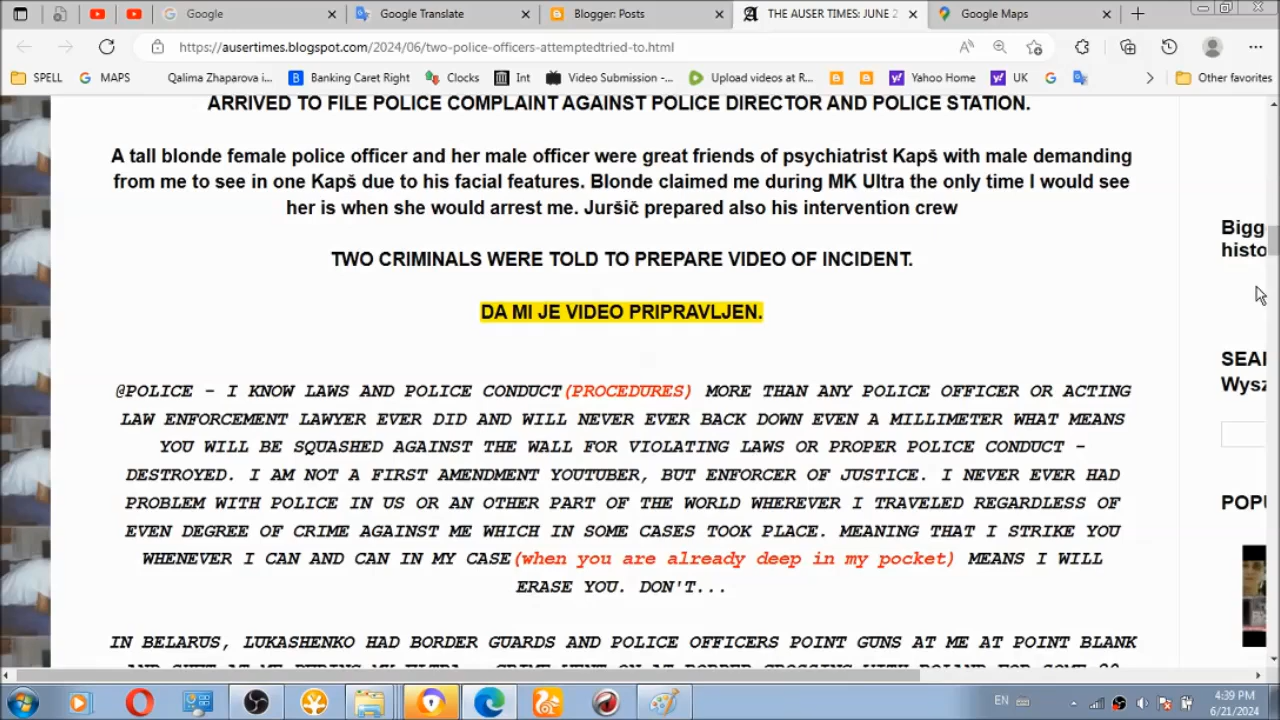 Google
Google Translate
Blogger: Posts
THE AUSER TIMES: JUNE 2
Google Maps
https://ausertimes.blogspot.com/2024/06/two-police-officers-attemptedtried-to.html
SPELL
MAPS
Qalima Zhaparova i...
Banking Caret Right
Clocks
Int
Video Submission -...
Upload videos at R...
Yahoo Home
UK
Other favorites
ARRIVED TO FILE POLICE COMPLAINT AGAINST POLICE DIRECTOR AND POLICE STATION.
A tall blonde female police officer and her male officer were great friends of psychiatrist Kapš with male demanding
from me to see in one Kapš due to his facial features. Blonde claimed me during MK Ultra the only time I would see
her is when she would arrest me. Juršič prepared also his intervention crew
TWO CRIMINALS WERE TOLD TO PREPARE VIDEO OF INCIDENT.
DA MI JE VIDEO PRIPRAVLJEN.
@POLICE - I KNOW LAWS AND POLICE CONDUCT(PROCEDURES) MORE THAN ANY POLICE OFFICER OR ACTING
LAW ENFORCEMENT LAWYER EVER DID AND WILL NEVER EVER BACK DOWN EVEN A MILLIMETER WHAT MEANS
YOU WILL BE SQUASHED AGAINST THE WALL FOR VIOLATING LAWS OR PROPER POLICE CONDUCT -
DESTROYED. I AM NOT A FIRST AMENDMENT YOUTUBER, BUT ENFORCER OF JUSTICE. I NEVER EVER HAD
PROBLEM WITH POLICE IN US OR AN OTHER PART OF THE WORLD WHEREVER I TRAVELED REGARDLESS OF
EVEN DEGREE OF CRIME AGAINST ME WHICH IN SOME CASES TOOK PLACE. MEANING THAT I STRIKE YOU
WHENEVER I CAN AND CAN IN MY CASE(when you are already deep in my pocket) MEANS I WILL
ERASE YOU. DON'T...
IN BELARUS, LUKASHENKO HAD BORDER GUARDS AND POLICE OFFICERS POINT GUNS AT ME AT POINT BLANK
Bigg
histo
SEAI
Wysz
POPU
EN
4:39 PM
6/21/2024